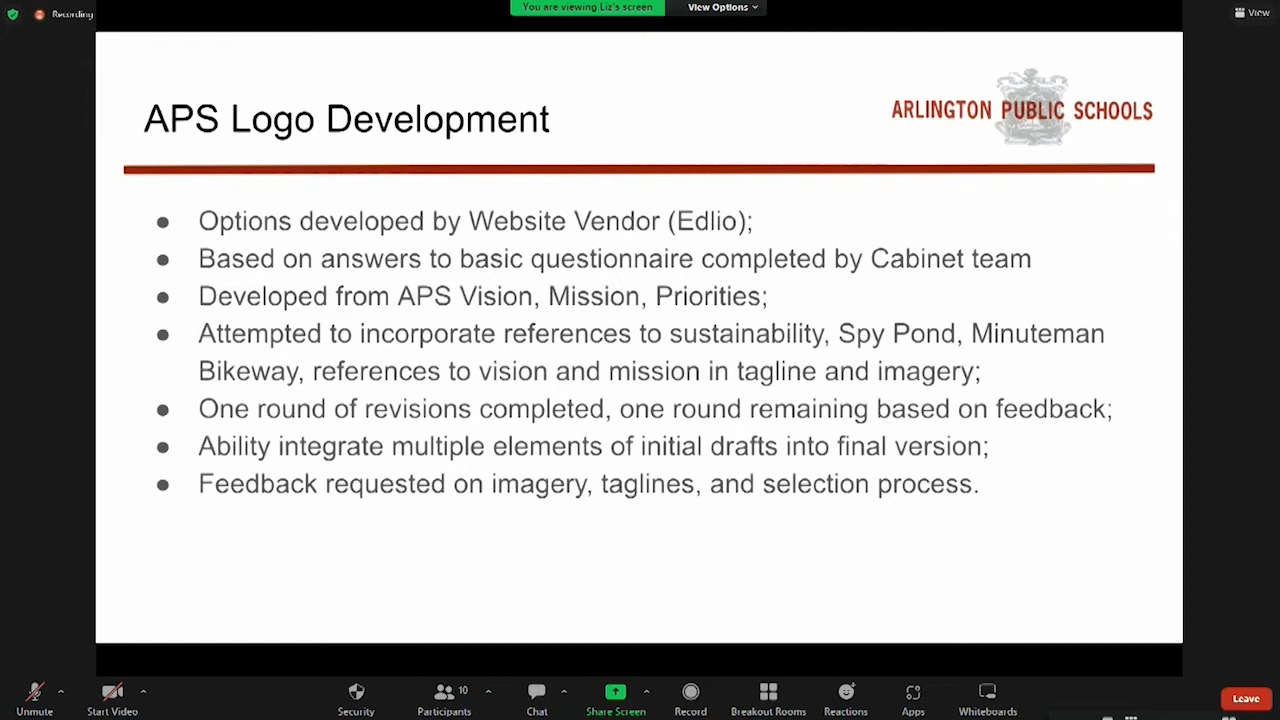 Recording
You are viewing Liz's screen
View Options
View
APS Logo Development
ARLINGTON PUBLIC SCHOOLS
● Options developed by Website Vendor (Edlio);
● Based on answers to basic questionnaire completed by Cabinet team
● Developed from APS Vision, Mission, Priorities;
● Attempted to incorporate references to sustainability, Spy Pond, Minuteman
Bikeway, references to vision and mission in tagline and imagery;
● One round of revisions completed, one round remaining based on feedback;
● Ability integrate multiple elements of initial drafts into final version;
● Feedback requested on imagery, taglines, and selection process.
10
Unmute
Start Video
Security
Participants
Chat
Share Screen
Record
Breakout Rooms
Reactions
Apps
Whiteboards
Leave